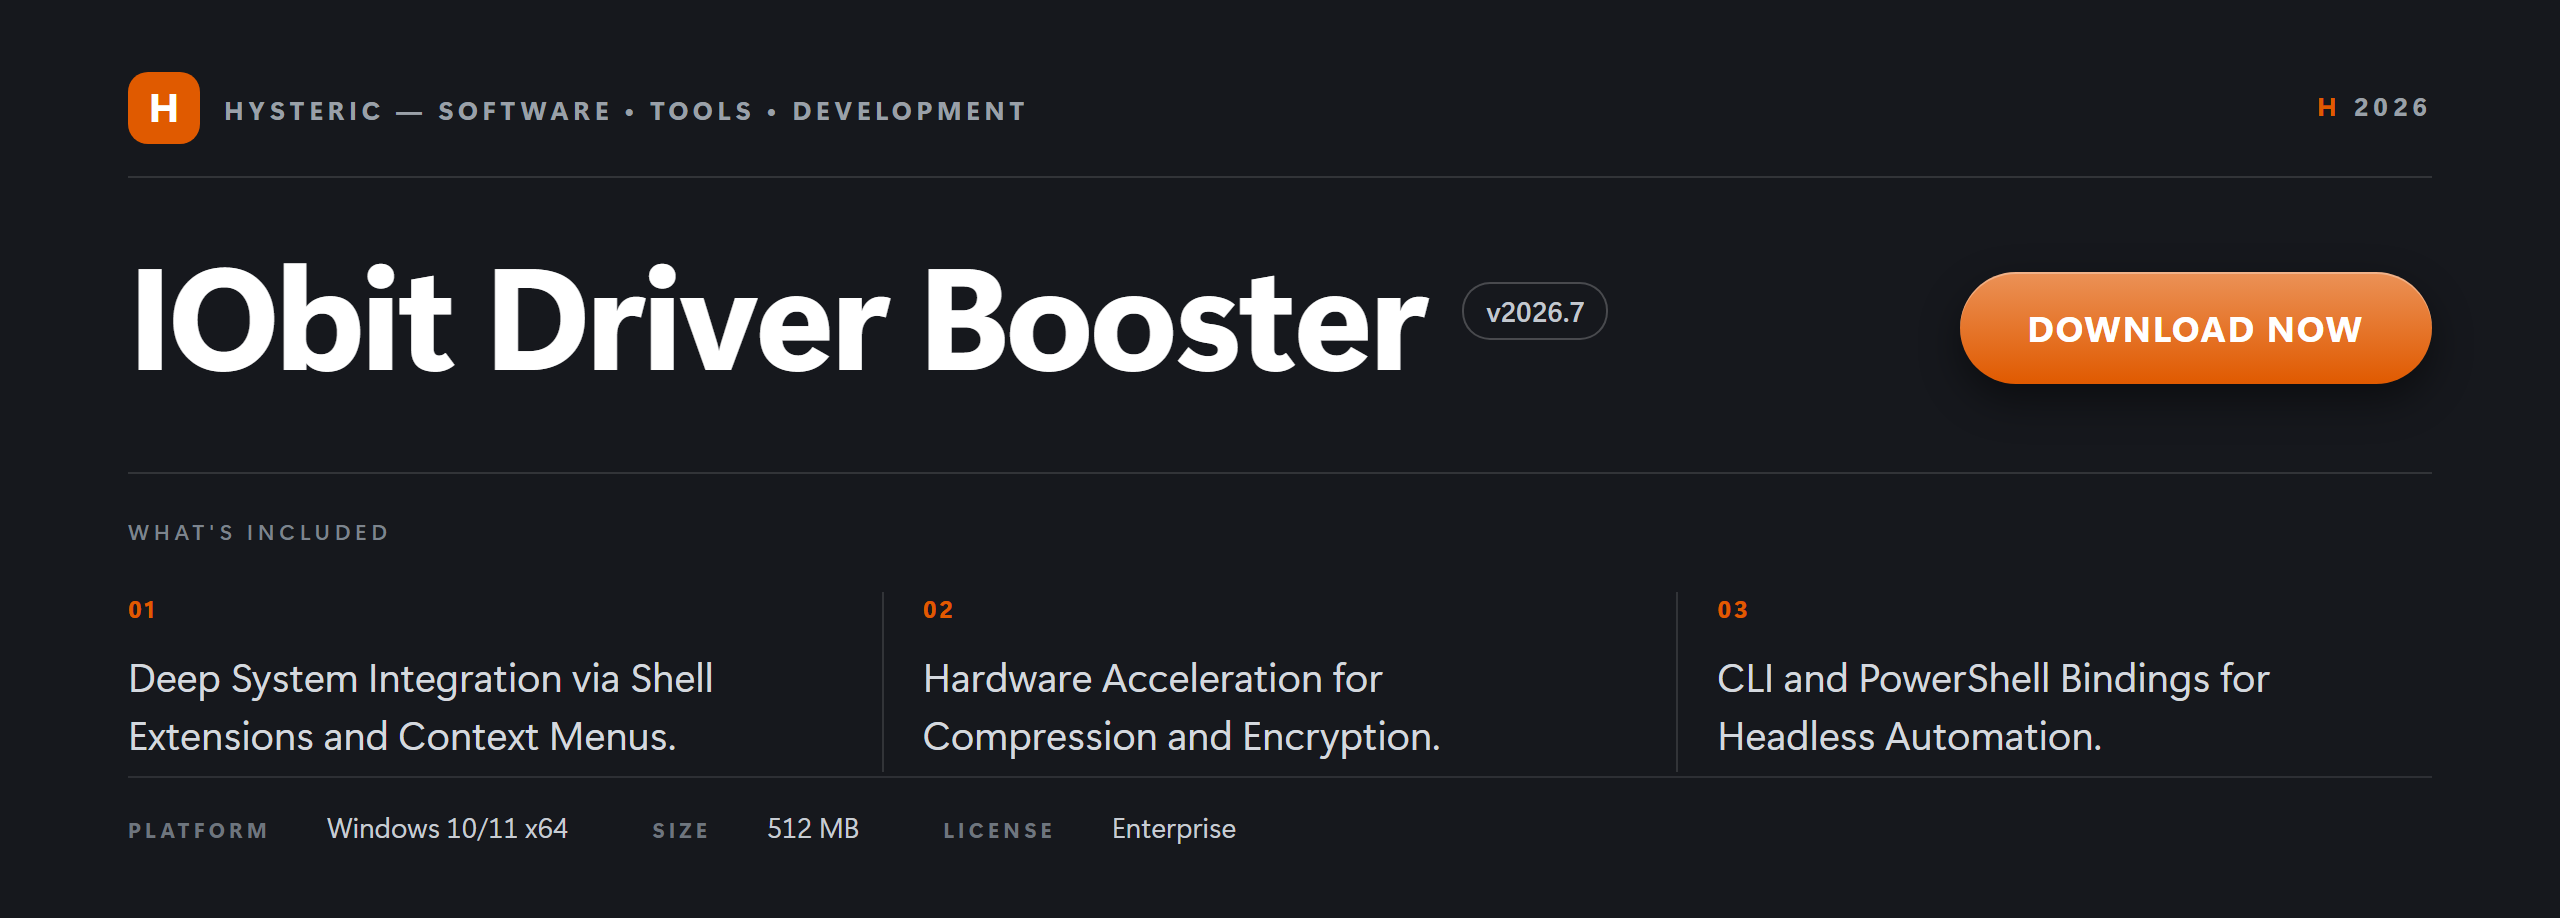 H HYSTERIC — SOFTWARE • TOOLS • DEVELOPMENT
H 2026
IObit Driver Booster v2026.7
DOWNLOAD NOW
WHAT'S INCLUDED
01
Deep System Integration via Shell
Extensions and Context Menus.
02
Hardware Acceleration for
Compression and Encryption.
03
CLI and PowerShell Bindings for
Headless Automation.
PLATFORM Windows 10/11 x64 SIZE 512 MB LICENSE Enterprise